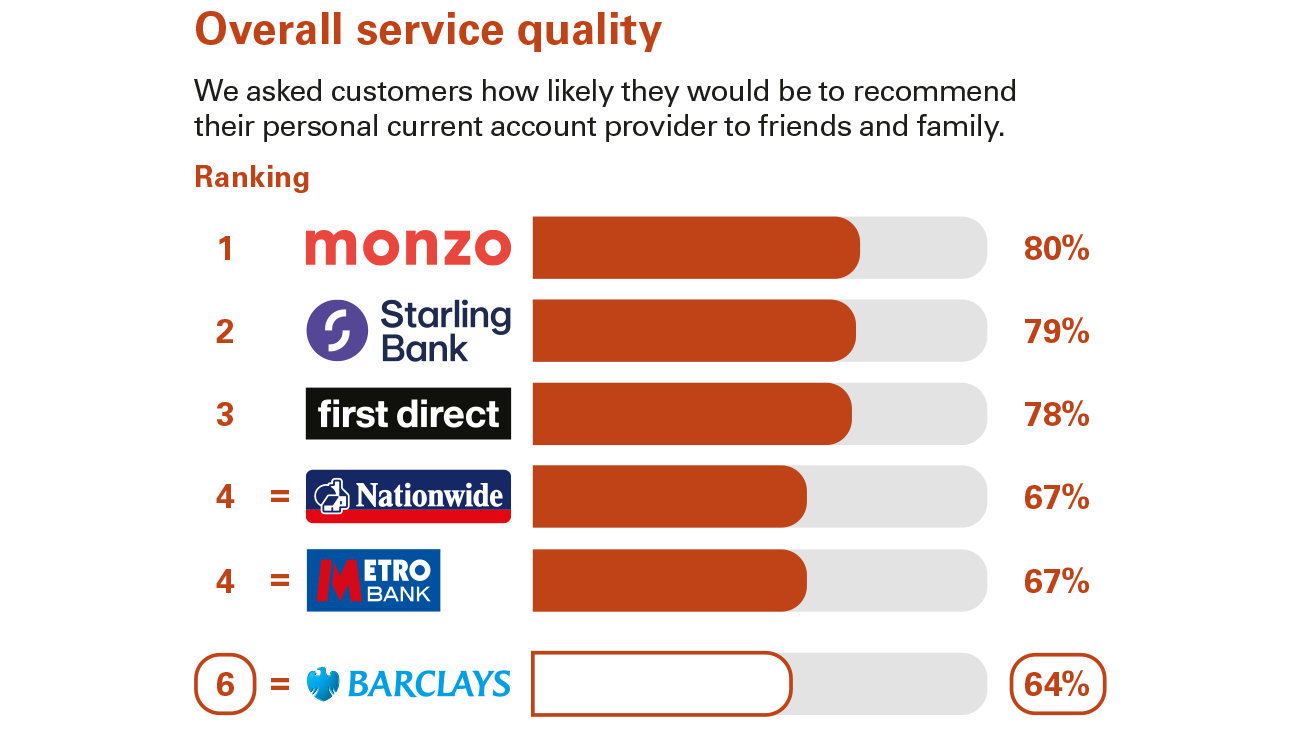 Overall service quality
We asked customers how likely they would be to recommend
their personal current account provider to friends and family.
Ranking
1 monzo 80%
2 Starling Bank 79%
3 first direct 78%
4 = Nationwide 67%
4 = METRO BANK 67%
6 = BARCLAYS 64%